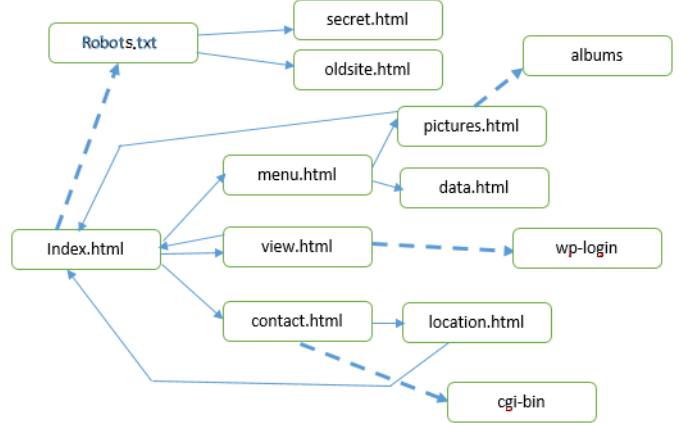 secret.html
Robots.txt
oldsite.html
albums
pictures.html
menu.html
data.html
Index.html
view.html
wp-login
contact.html
location.html
cgi-bin